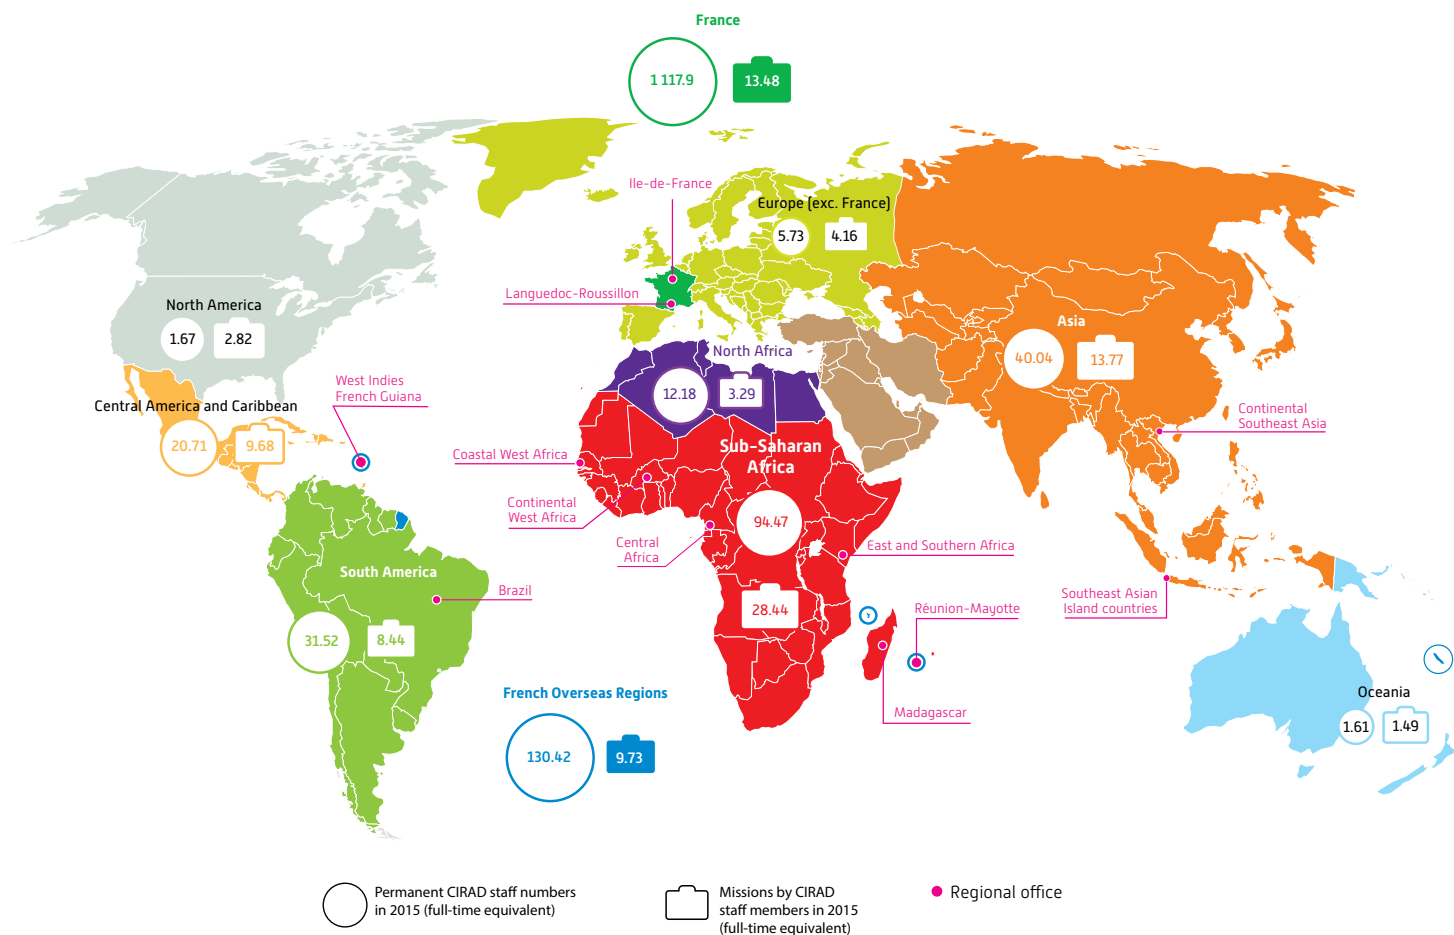 France
1 117.9
13.48
Ile-de-France
Europe (exc. France)
5.73
4.16
Languedoc-Roussillon
North America
1.67
2.82
Asia
40.04
13.77
North Africa
12.18
3.29
West Indies
French Guiana
Central America and Caribbean
20.71
9.68
Continental
Southeast Asia
Coastal West Africa
Sub-Saharan
Africa
94.47
28.44
Continental
West Africa
Central
Africa
East and Southern Africa
South America
31.52
8.44
Brazil
Southeast Asian
Island countries
Réunion-Mayotte
Madagascar
French Overseas Regions
130.42
9.73
Oceania
1.61
1.49
Permanent CIRAD staff numbers
in 2015 (full-time equivalent)
Missions by CIRAD
staff members in 2015
(full-time equivalent)
Regional office